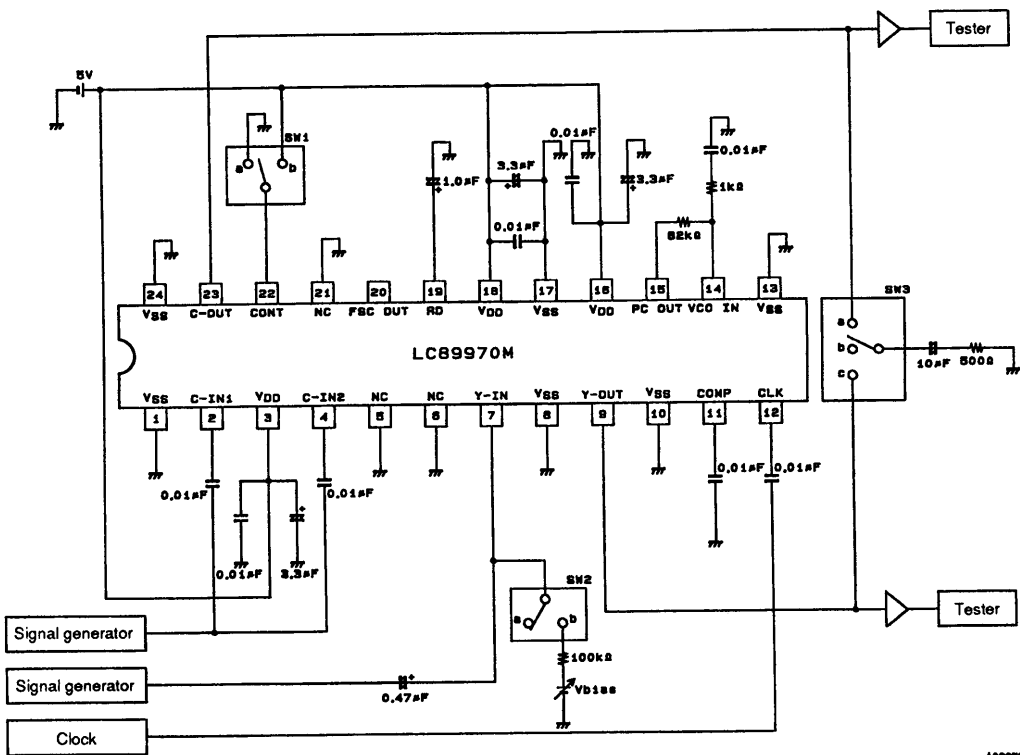 Tester
5V
SW1
a
b
1.0µF
3.3µF
0.01µF
0.01µF
3.3µF
0.01µF
1kΩ
82kΩ
24 23 22 21 20 19 18 17 16 15 14 13
VSS C-OUT CONT NC FSC OUT RD VDD VSS VDD PC OUT VCO IN VSS
LC89970M
SW3
a
b
c
10µF
500Ω
VSS C-IN1 VDD C-IN2 NC NC Y-IN VSS Y-OUT VSS COMP CLK
1 2 3 4 5 6 7 8 9 10 11 12
0.01µF
0.01µF
0.01µF
0.01µF
0.01µF
3.3µF
SW2
a
b
100kΩ
Vbias
Tester
Signal generator
Signal generator
0.47µF
Clock